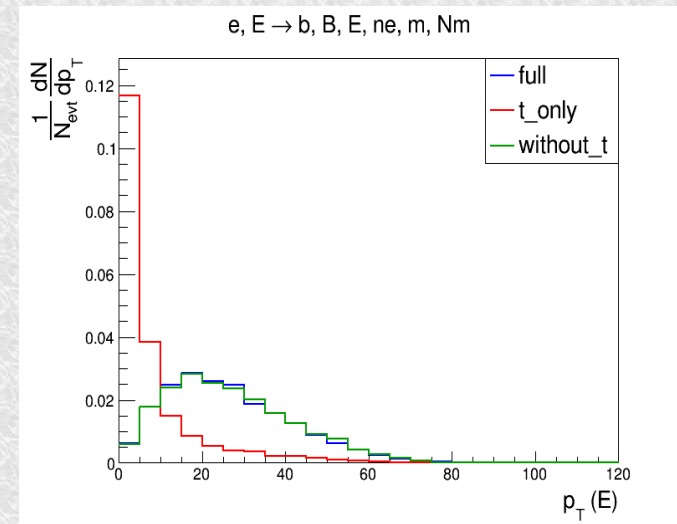 e, E → b, B, E, ne, m, Nm
1 dN
N_evt dp_T
full
t_only
without_t
0.12
0.1
0.08
0.06
0.04
0.02
0
0 20 40 60 80 100 120
p_T (E)